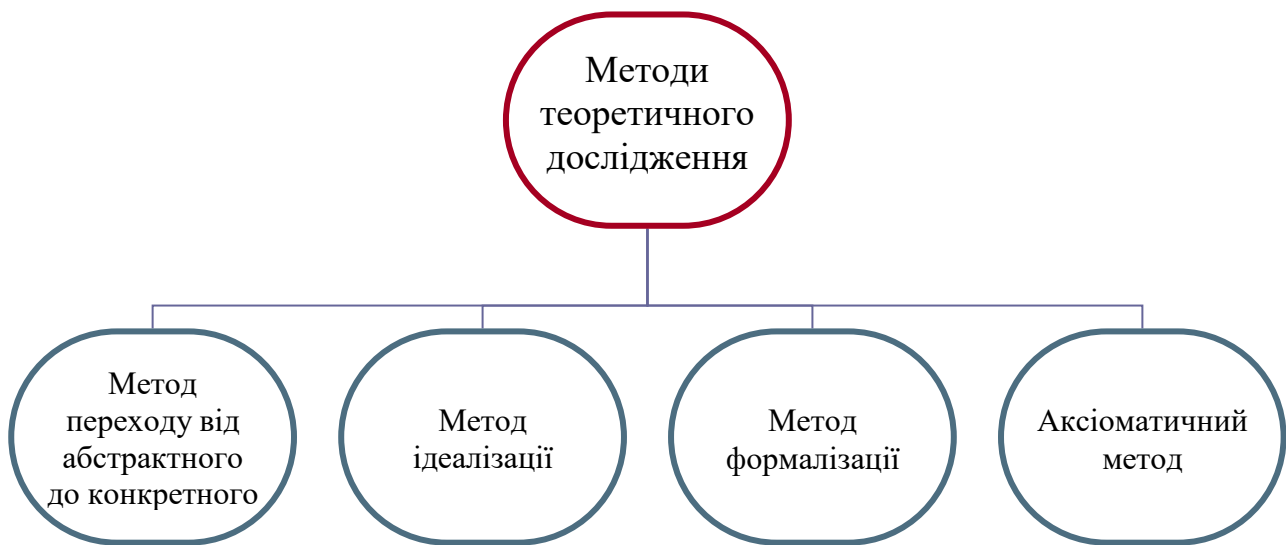 Методи
теоретичного
дослідження
Метод
переходу від
абстрактного
до конкретного
Метод
ідеалізації
Метод
формалізації
Аксіоматичний
метод